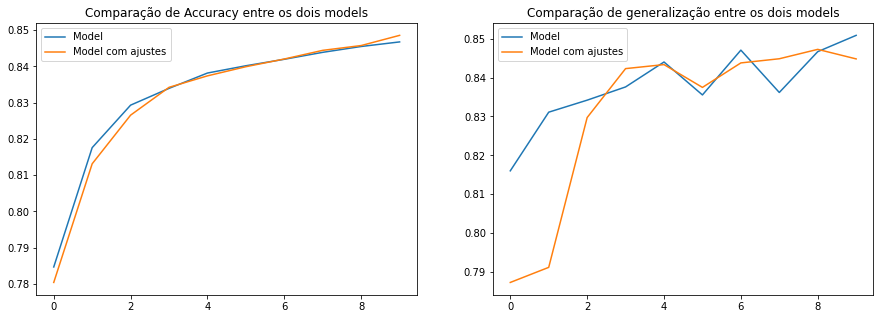 Comparação de Accuracy entre os dois models
Model
Model com ajustes
0.85
0.84
0.83
0.82
0.81
0.80
0.79
0.78
0 2 4 6 8
Comparação de generalização entre os dois models
Model
Model com ajustes
0.85
0.84
0.83
0.82
0.81
0.80
0.79
0 2 4 6 8